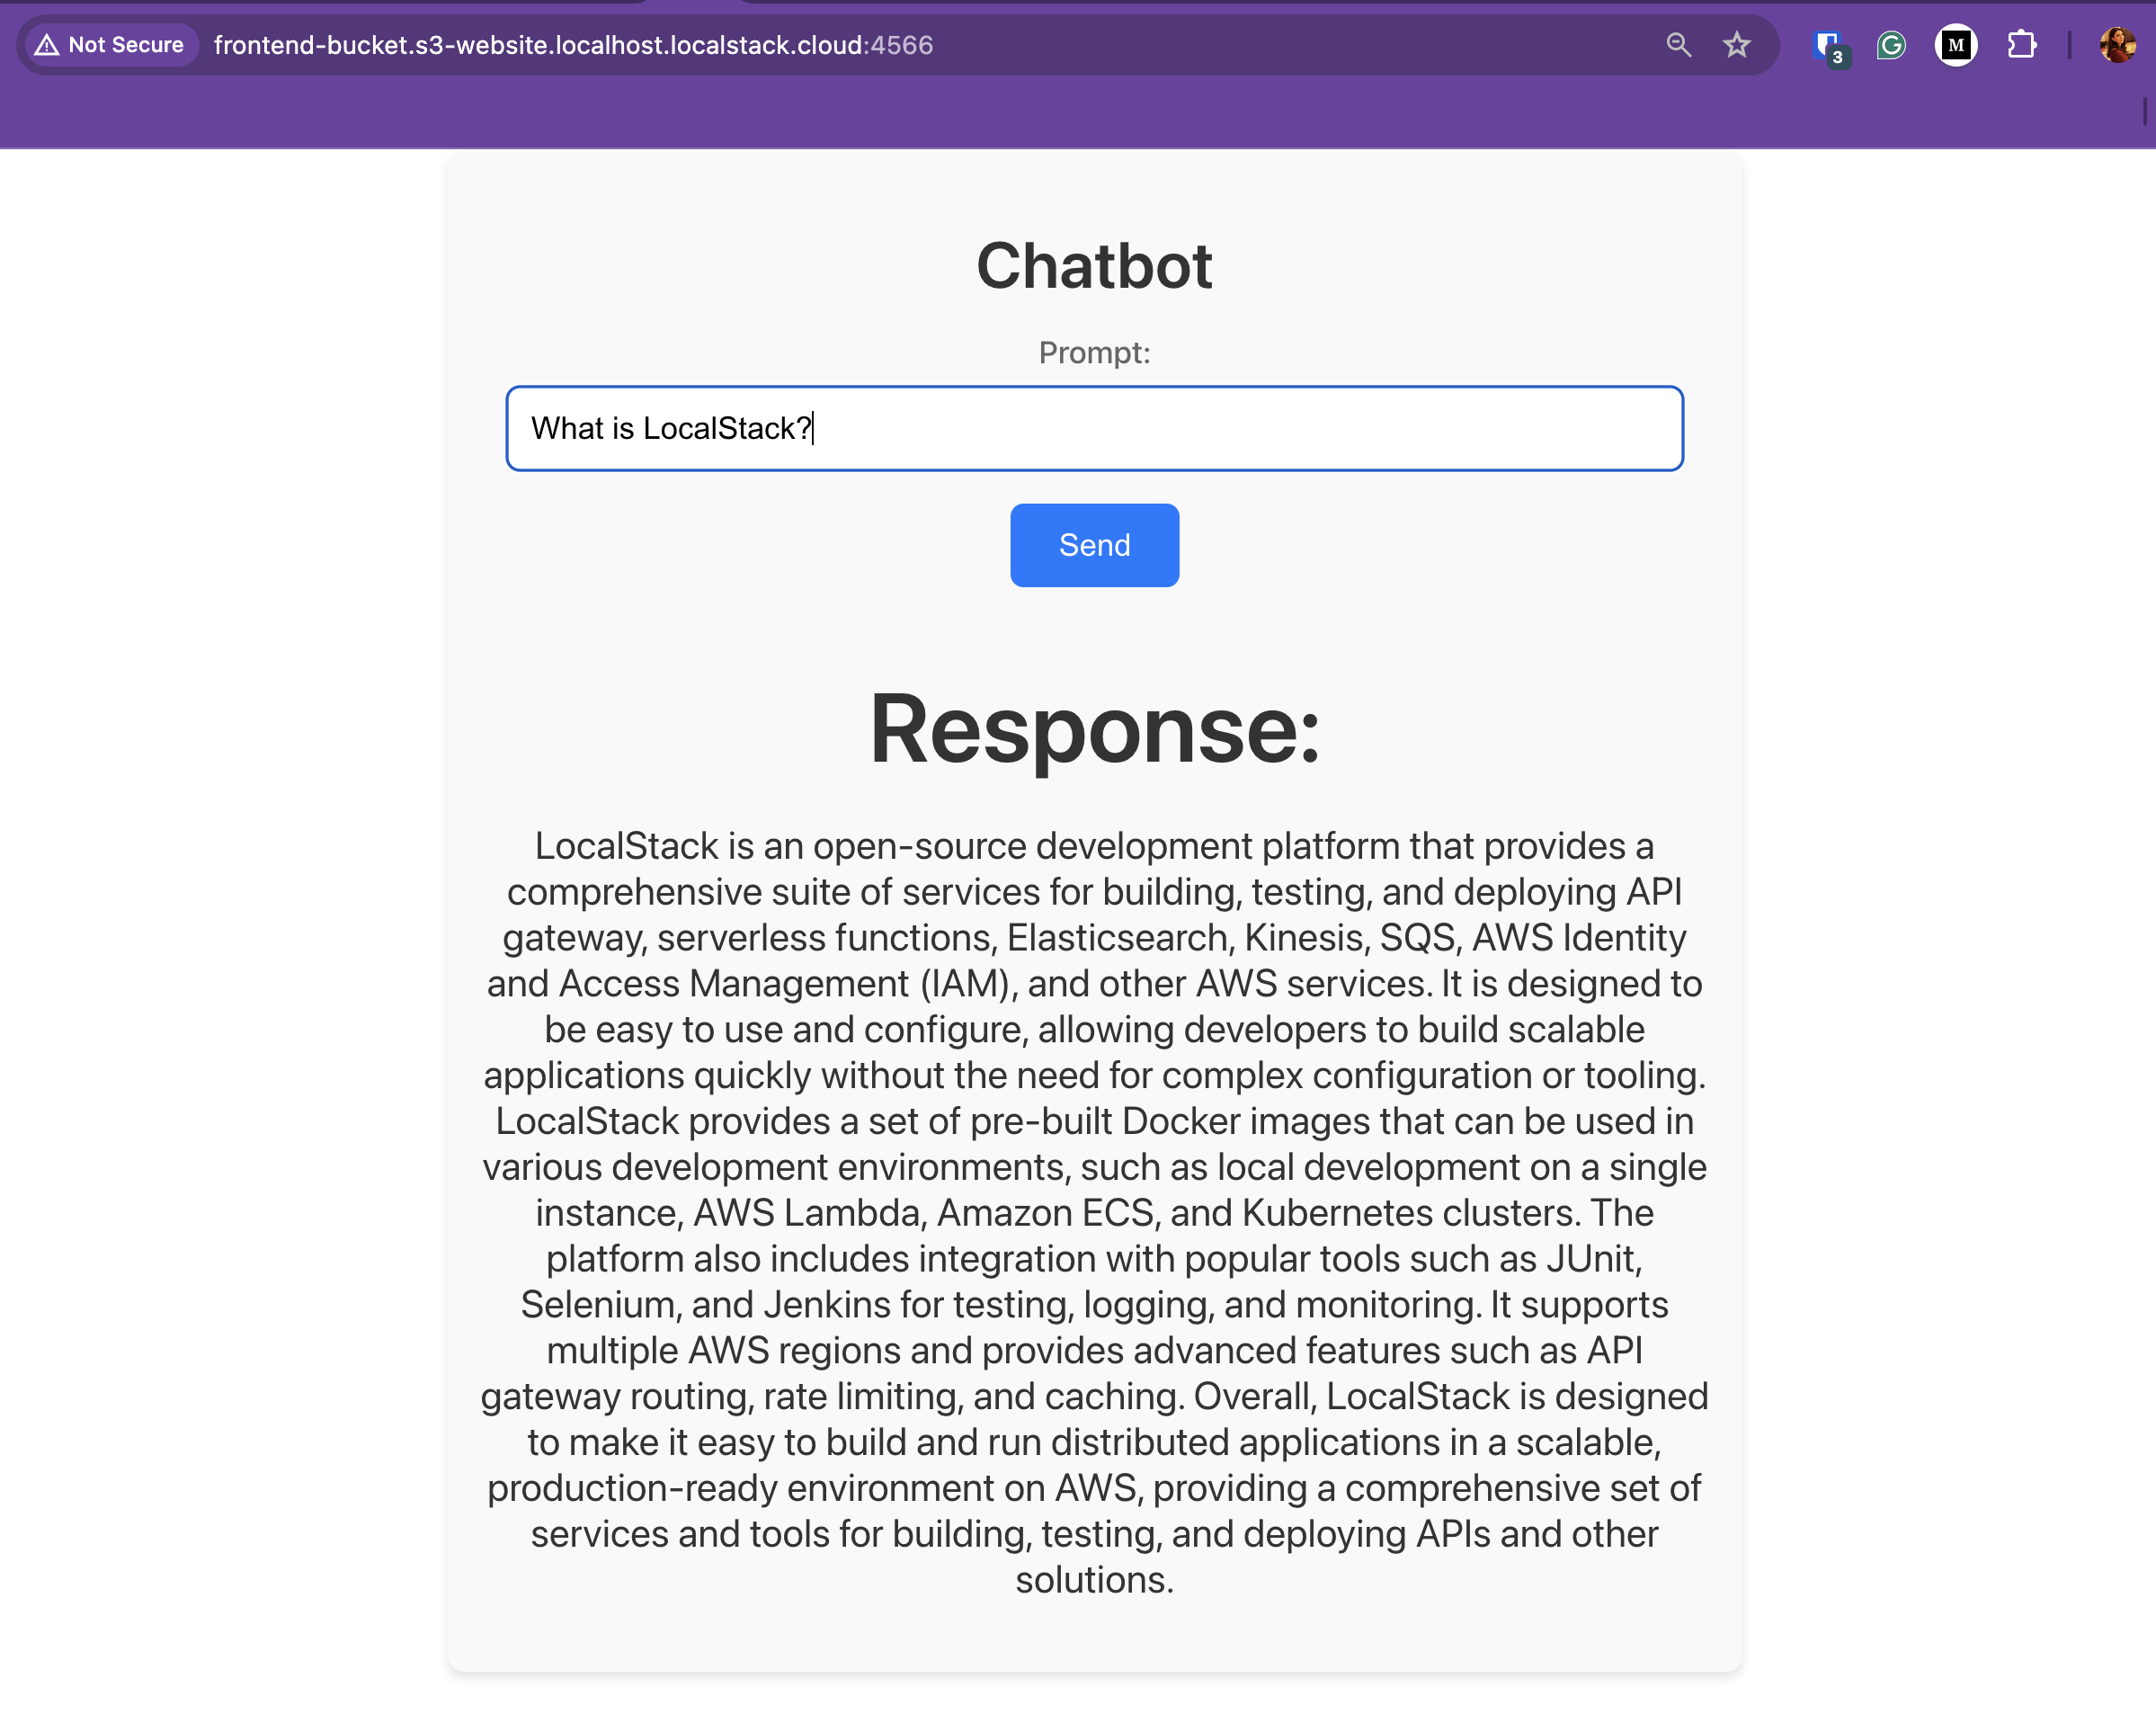 Not Secure frontend-bucket.s3-website.localhost.localstack.cloud:4566
3
M
Chatbot
Prompt:
What is LocalStack?
Send
Response:
LocalStack is an open-source development platform that provides a
comprehensive suite of services for building, testing, and deploying API
gateway, serverless functions, Elasticsearch, Kinesis, SQS, AWS Identity
and Access Management (IAM), and other AWS services. It is designed to
be easy to use and configure, allowing developers to build scalable
applications quickly without the need for complex configuration or tooling.
LocalStack provides a set of pre-built Docker images that can be used in
various development environments, such as local development on a single
instance, AWS Lambda, Amazon ECS, and Kubernetes clusters. The
platform also includes integration with popular tools such as JUnit,
Selenium, and Jenkins for testing, logging, and monitoring. It supports
multiple AWS regions and provides advanced features such as API
gateway routing, rate limiting, and caching. Overall, LocalStack is designed
to make it easy to build and run distributed applications in a scalable,
production-ready environment on AWS, providing a comprehensive set of
services and tools for building, testing, and deploying APIs and other
solutions.